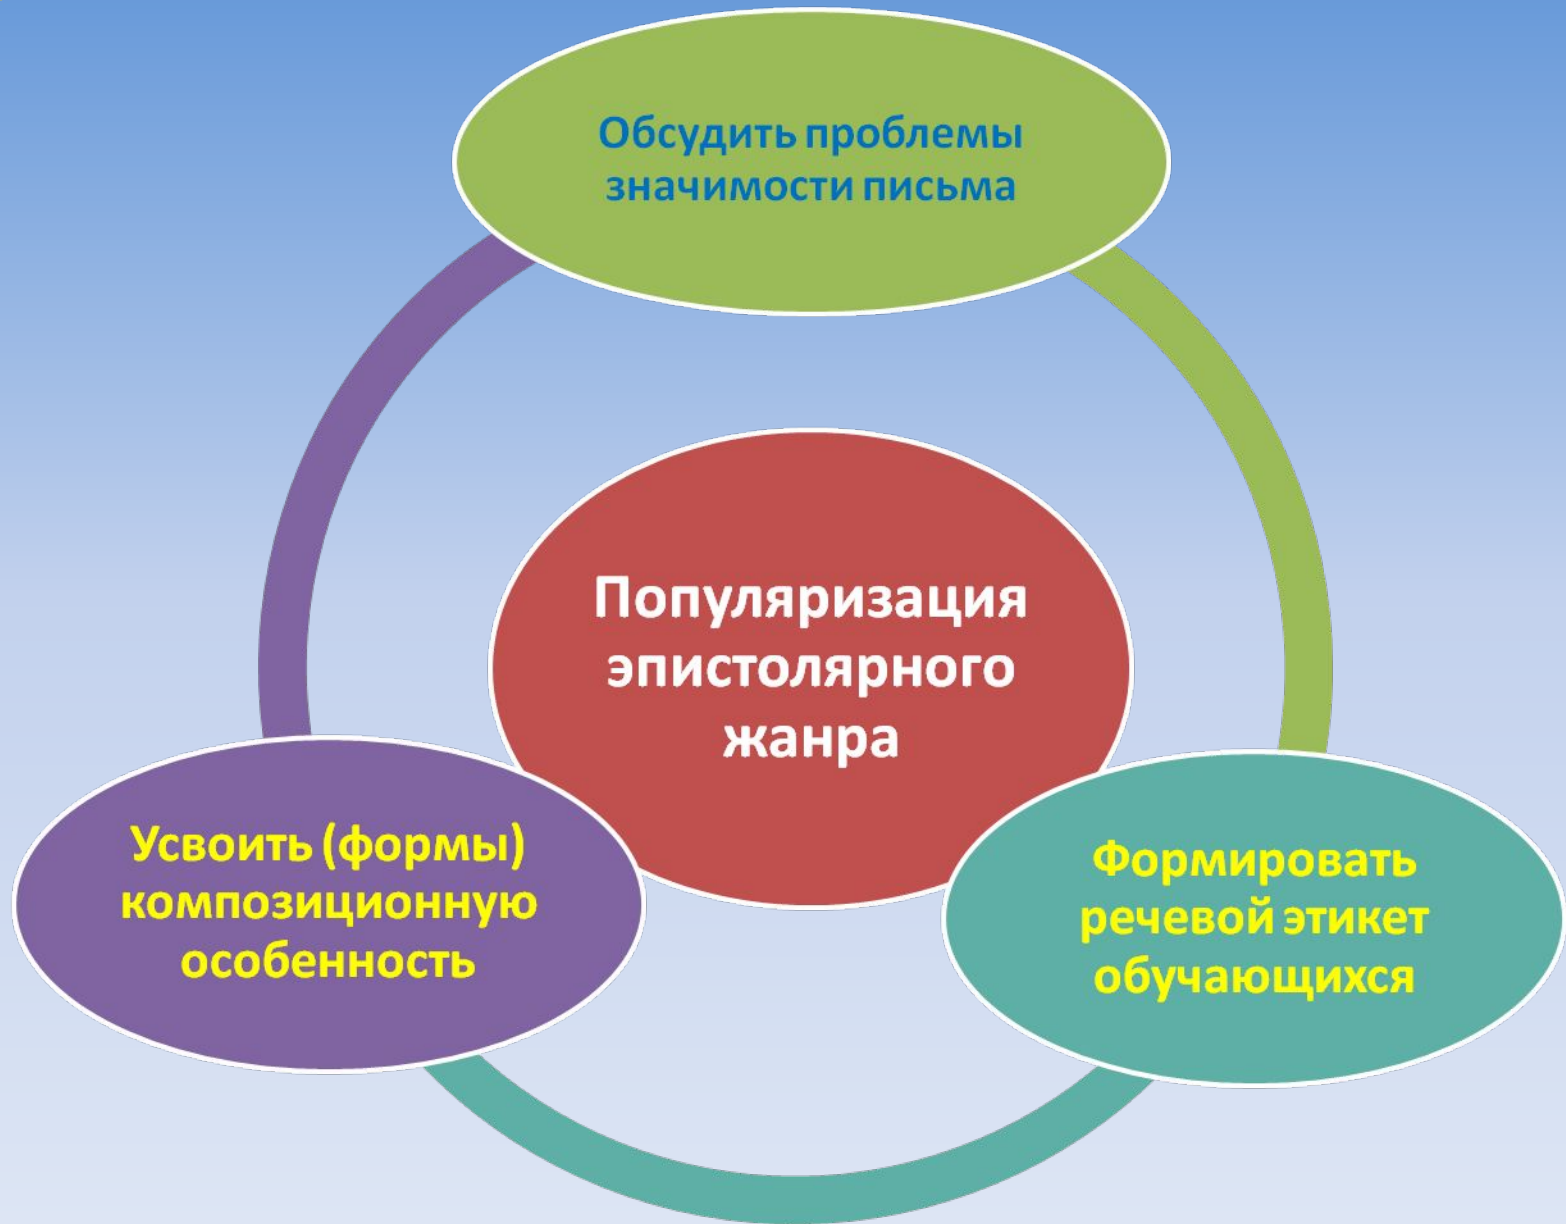 Обсудить проблемы
значимости письма
Популяризация
эпистолярного
жанра
Усвоить (формы)
композиционную
особенность
Формировать
речевой этикет
обучающихся